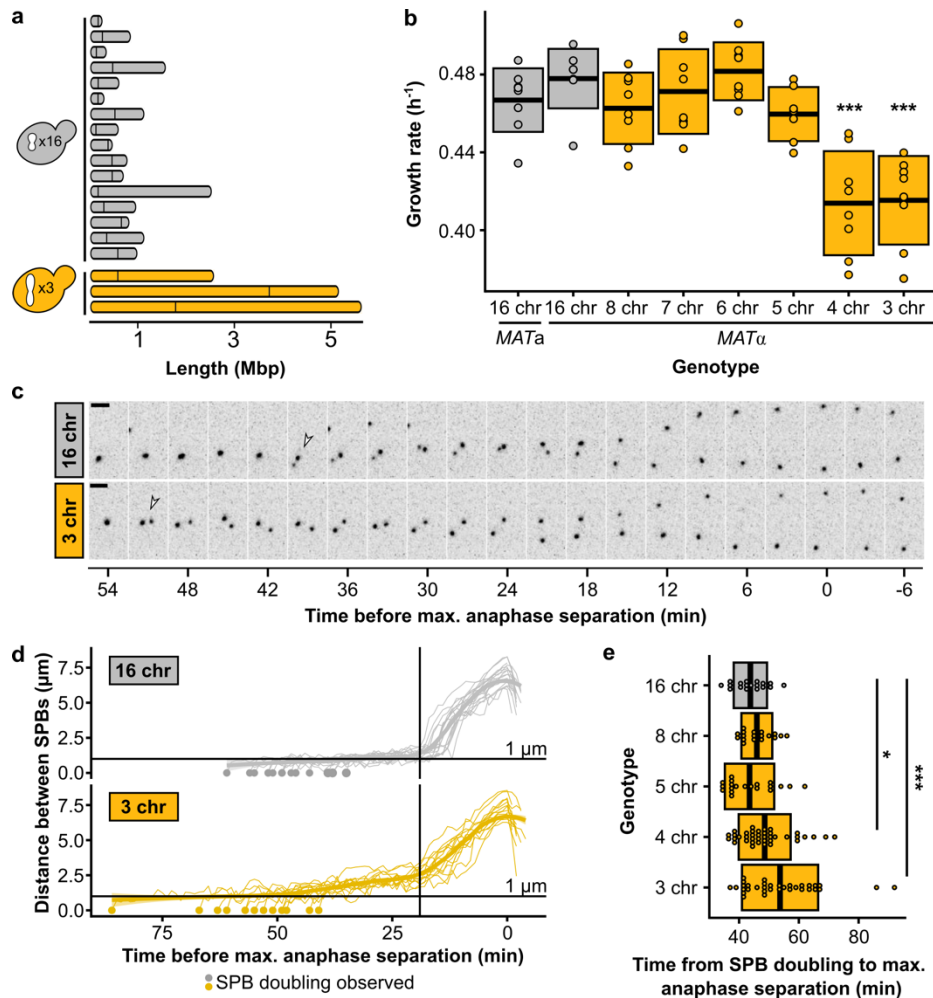 a
x16
x3
1 3 5
Length (Mbp)
b
Growth rate (h⁻¹)
0.48
0.44
0.40
*** ***
16 chr 16 chr 8 chr 7 chr 6 chr 5 chr 4 chr 3 chr
MATa MATα
Genotype
c
16 chr
3 chr
54 48 42 36 30 24 18 12 6 0 -6
Time before max. anaphase separation (min)
d
Distance between SPBs (µm)
16 chr
7.5
5.0
2.5
0.0
1 µm
3 chr
7.5
5.0
2.5
0.0
1 µm
75 50 25 0
Time before max. anaphase separation (min)
SPB doubling observed
e
Genotype
16 chr
8 chr
5 chr
4 chr
3 chr
*
***
40 60 80
Time from SPB doubling to max.
anaphase separation (min)